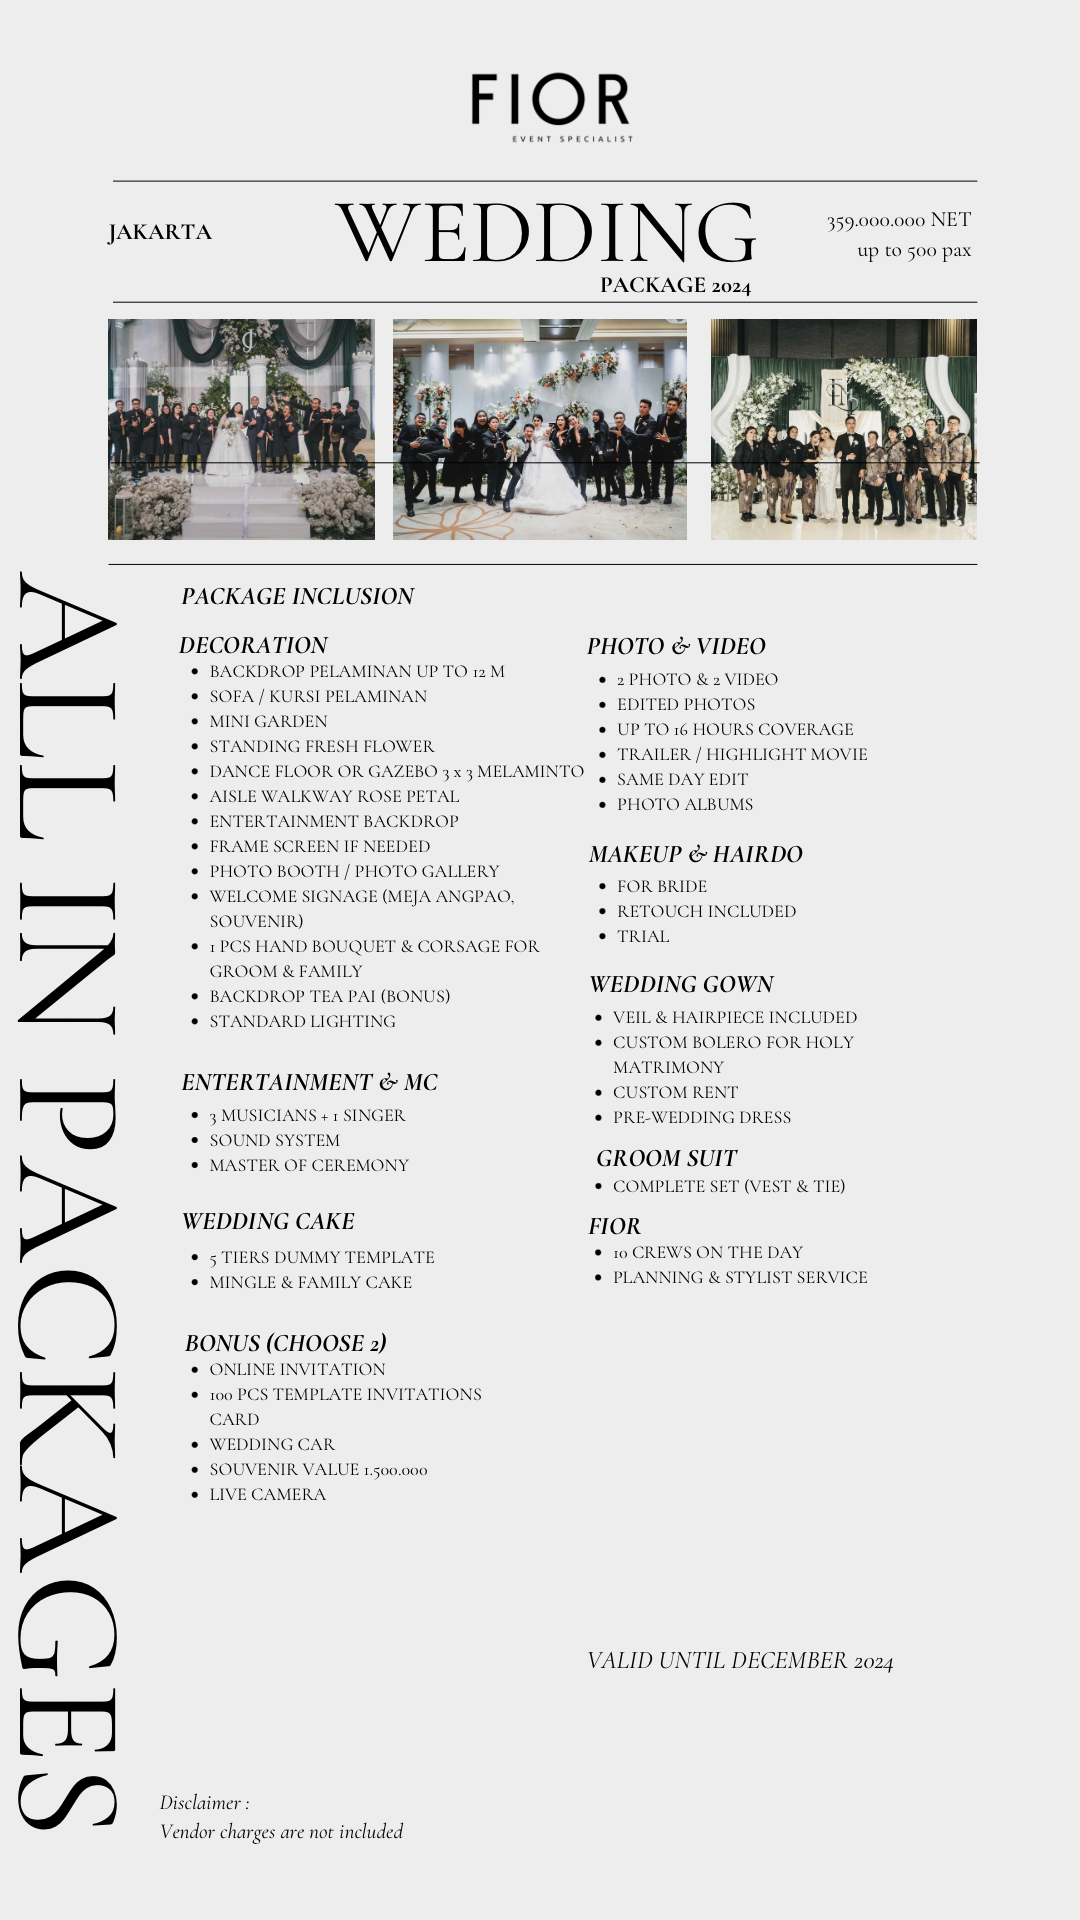 FIOR
EVENT SPECIALIST
JAKARTA
WEDDING
PACKAGE 2024
359.000.000 NET
up to 500 pax
ALL IN PACKAGES
PACKAGE INCLUSION
DECORATION
• BACKDROP PELAMINAN UP TO 12 M
• SOFA / KURSI PELAMINAN
• MINI GARDEN
• STANDING FRESH FLOWER
• DANCE FLOOR OR GAZEBO 3 x 3 MELAMINTO
• AISLE WALKWAY ROSE PETAL
• ENTERTAINMENT BACKDROP
• FRAME SCREEN IF NEEDED
• PHOTO BOOTH / PHOTO GALLERY
• WELCOME SIGNAGE (MEJA ANGPAO,
SOUVENIR)
• 1 PCS HAND BOUQUET & CORSAGE FOR
GROOM & FAMILY
• BACKDROP TEA PAI (BONUS)
• STANDARD LIGHTING
ENTERTAINMENT & MC
• 3 MUSICIANS + 1 SINGER
• SOUND SYSTEM
• MASTER OF CEREMONY
WEDDING CAKE
• 5 TIERS DUMMY TEMPLATE
• MINGLE & FAMILY CAKE
BONUS (CHOOSE 2)
• ONLINE INVITATION
• 100 PCS TEMPLATE INVITATIONS
CARD
• WEDDING CAR
• SOUVENIR VALUE 1.500.000
• LIVE CAMERA
PHOTO & VIDEO
• 2 PHOTO & 2 VIDEO
• EDITED PHOTOS
• UP TO 16 HOURS COVERAGE
• TRAILER / HIGHLIGHT MOVIE
• SAME DAY EDIT
• PHOTO ALBUMS
MAKEUP & HAIRDO
• FOR BRIDE
• RETOUCH INCLUDED
• TRIAL
WEDDING GOWN
• VEIL & HAIRPIECE INCLUDED
• CUSTOM BOLERO FOR HOLY
MATRIMONY
• CUSTOM RENT
• PRE-WEDDING DRESS
GROOM SUIT
• COMPLETE SET (VEST & TIE)
FIOR
• 10 CREWS ON THE DAY
• PLANNING & STYLIST SERVICE
VALID UNTIL DECEMBER 2024
Disclaimer :
Vendor charges are not included